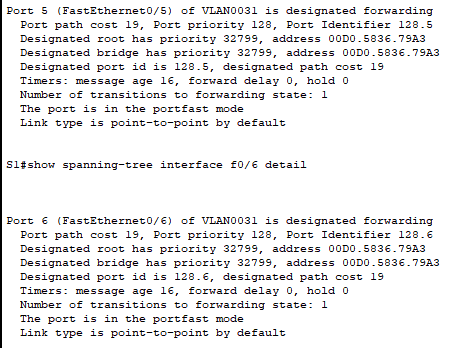 Port 5 (FastEthernet0/5) of VLAN0031 is designated forwarding
Port path cost 19, Port priority 128, Port Identifier 128.5
Designated root has priority 32799, address 00D0.5836.79A3
Designated bridge has priority 32799, address 00D0.5836.79A3
Designated port id is 128.5, designated path cost 19
Timers: message age 16, forward delay 0, hold 0
Number of transitions to forwarding state: 1
The port is in the portfast mode
Link type is point-to-point by default
S1#show spanning-tree interface f0/6 detail
Port 6 (FastEthernet0/6) of VLAN0031 is designated forwarding
Port path cost 19, Port priority 128, Port Identifier 128.6
Designated root has priority 32799, address 00D0.5836.79A3
Designated bridge has priority 32799, address 00D0.5836.79A3
Designated port id is 128.6, designated path cost 19
Timers: message age 16, forward delay 0, hold 0
Number of transitions to forwarding state: 1
The port is in the portfast mode
Link type is point-to-point by default